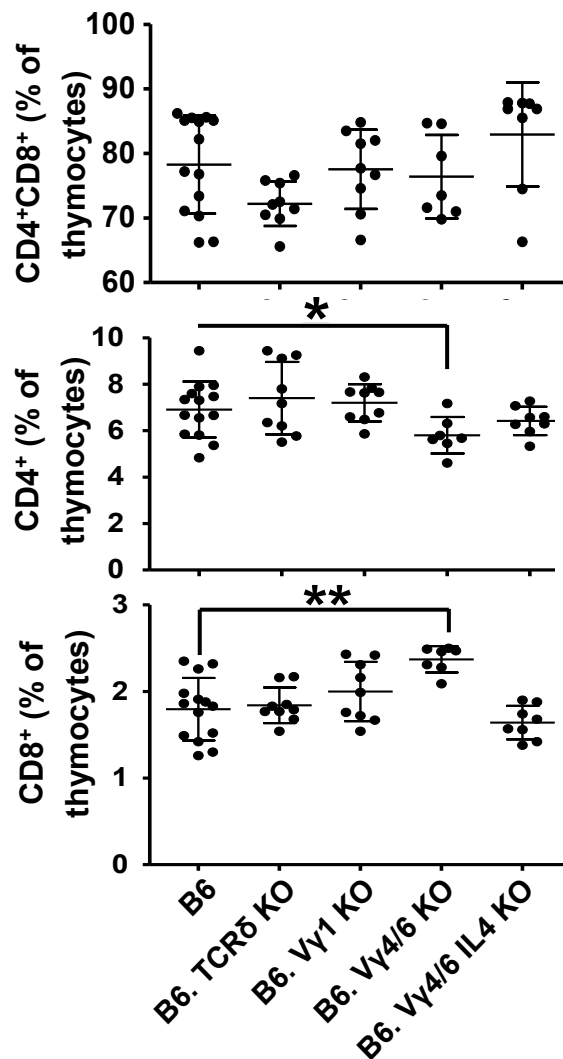 CD4⁺CD8⁺ (% of
thymocytes)
100
90
80
70
60
CD4⁺ (% of
thymocytes)
10
8
6
4
2
0
*
CD8⁺ (% of
thymocytes)
3
2
1
0
**
B6
B6. TCRδ KO
B6. Vγ1 KO
B6. Vγ4/6 KO
B6. Vγ4/6 IL4 KO